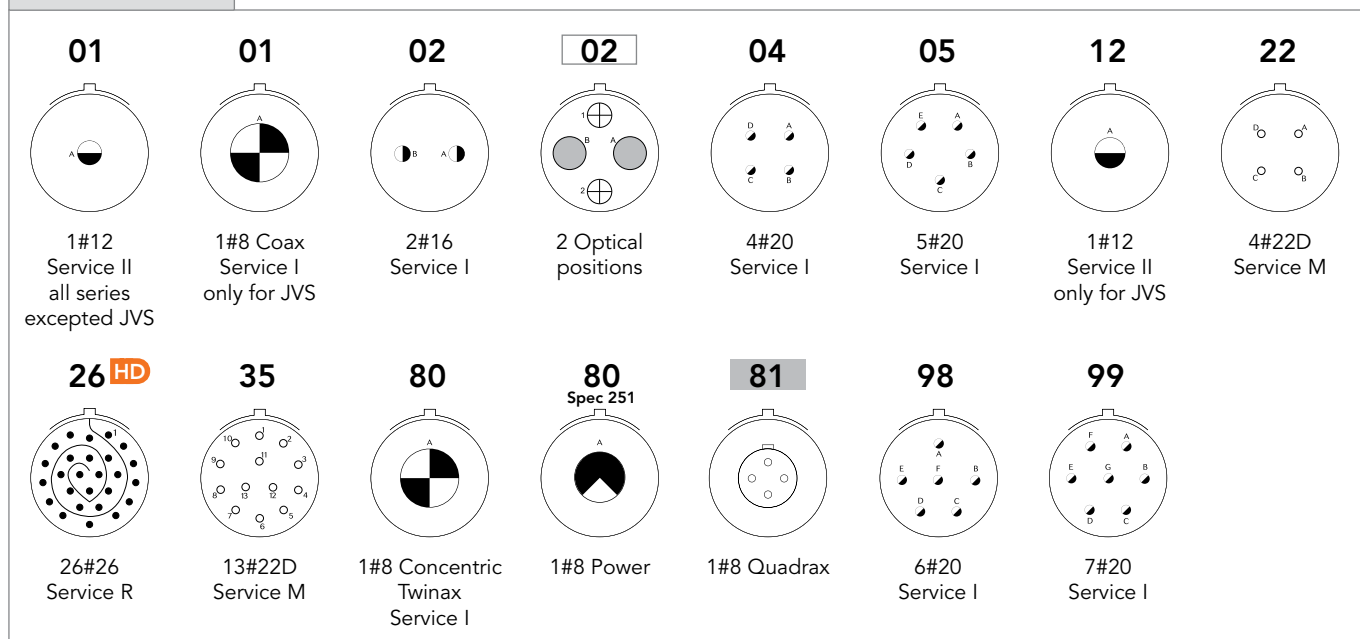 01 01 02 02 04 05 12 22
A
A
B A
1 B A 2
D A C B
E A D B C
A
D A C B
1#12
Service II
all series
excepted JVS
1#8 Coax
Service I
only for JVS
2#16
Service I
2 Optical
positions
4#20
Service I
5#20
Service I
1#12
Service II
only for JVS
4#22D
Service M
26 HD 35 80 80 81 98 99
Spec 251
1
10 1 2 9 11 3 8 13 12 4 7 6 5
A
A
A E F B D C
F A E G B D C
26#26
Service R
13#22D
Service M
1#8 Concentric
Twinax
Service I
1#8 Power
1#8 Quadrax
6#20
Service I
7#20
Service I